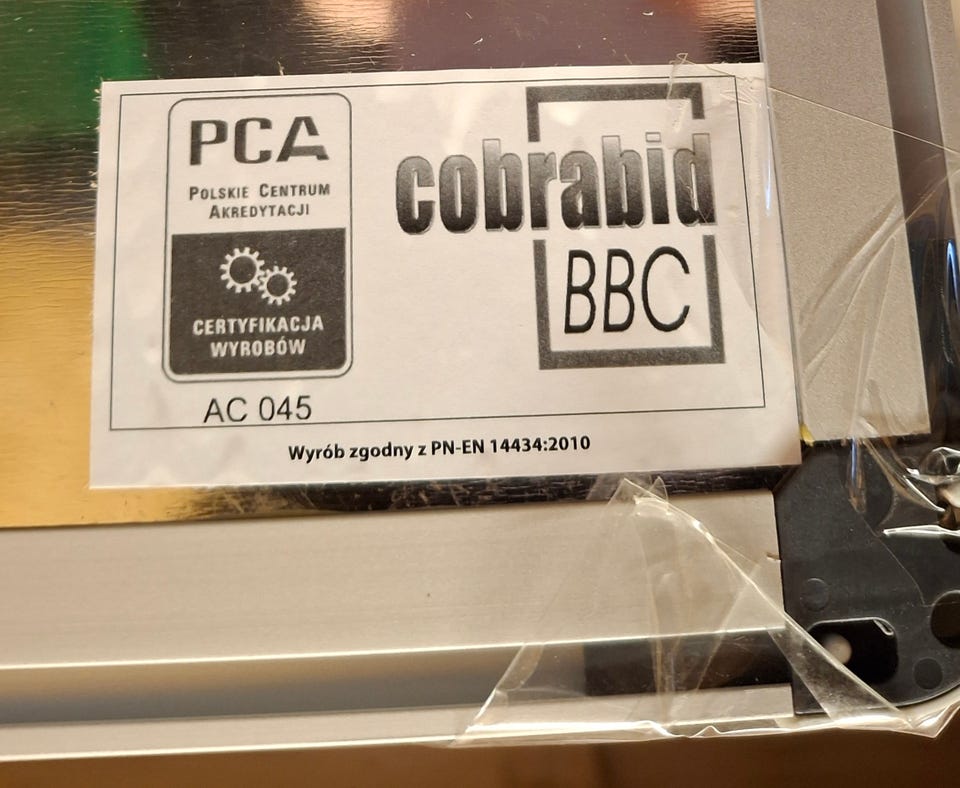 PCA
POLSKIE CENTRUM
AKREDYTACJI
CERTYFIKACJA
WYROBÓW
AC 045
cobrabid
BBC
Wyrób zgodny z PN-EN 14434:2010